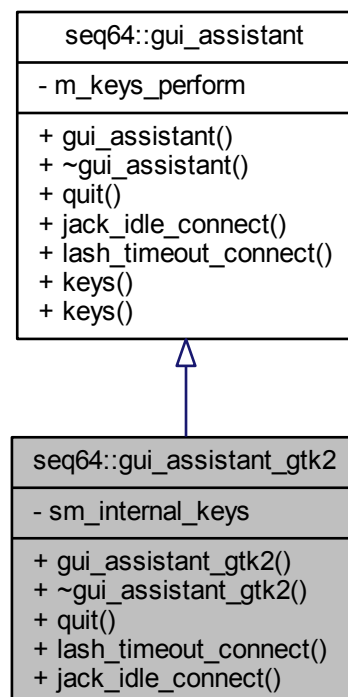 seq64::gui_assistant
- m_keys_perform
+ gui_assistant()
+ ~gui_assistant()
+ quit()
+ jack_idle_connect()
+ lash_timeout_connect()
+ keys()
+ keys()
seq64::gui_assistant_gtk2
- sm_internal_keys
+ gui_assistant_gtk2()
+ ~gui_assistant_gtk2()
+ quit()
+ lash_timeout_connect()
+ jack_idle_connect()